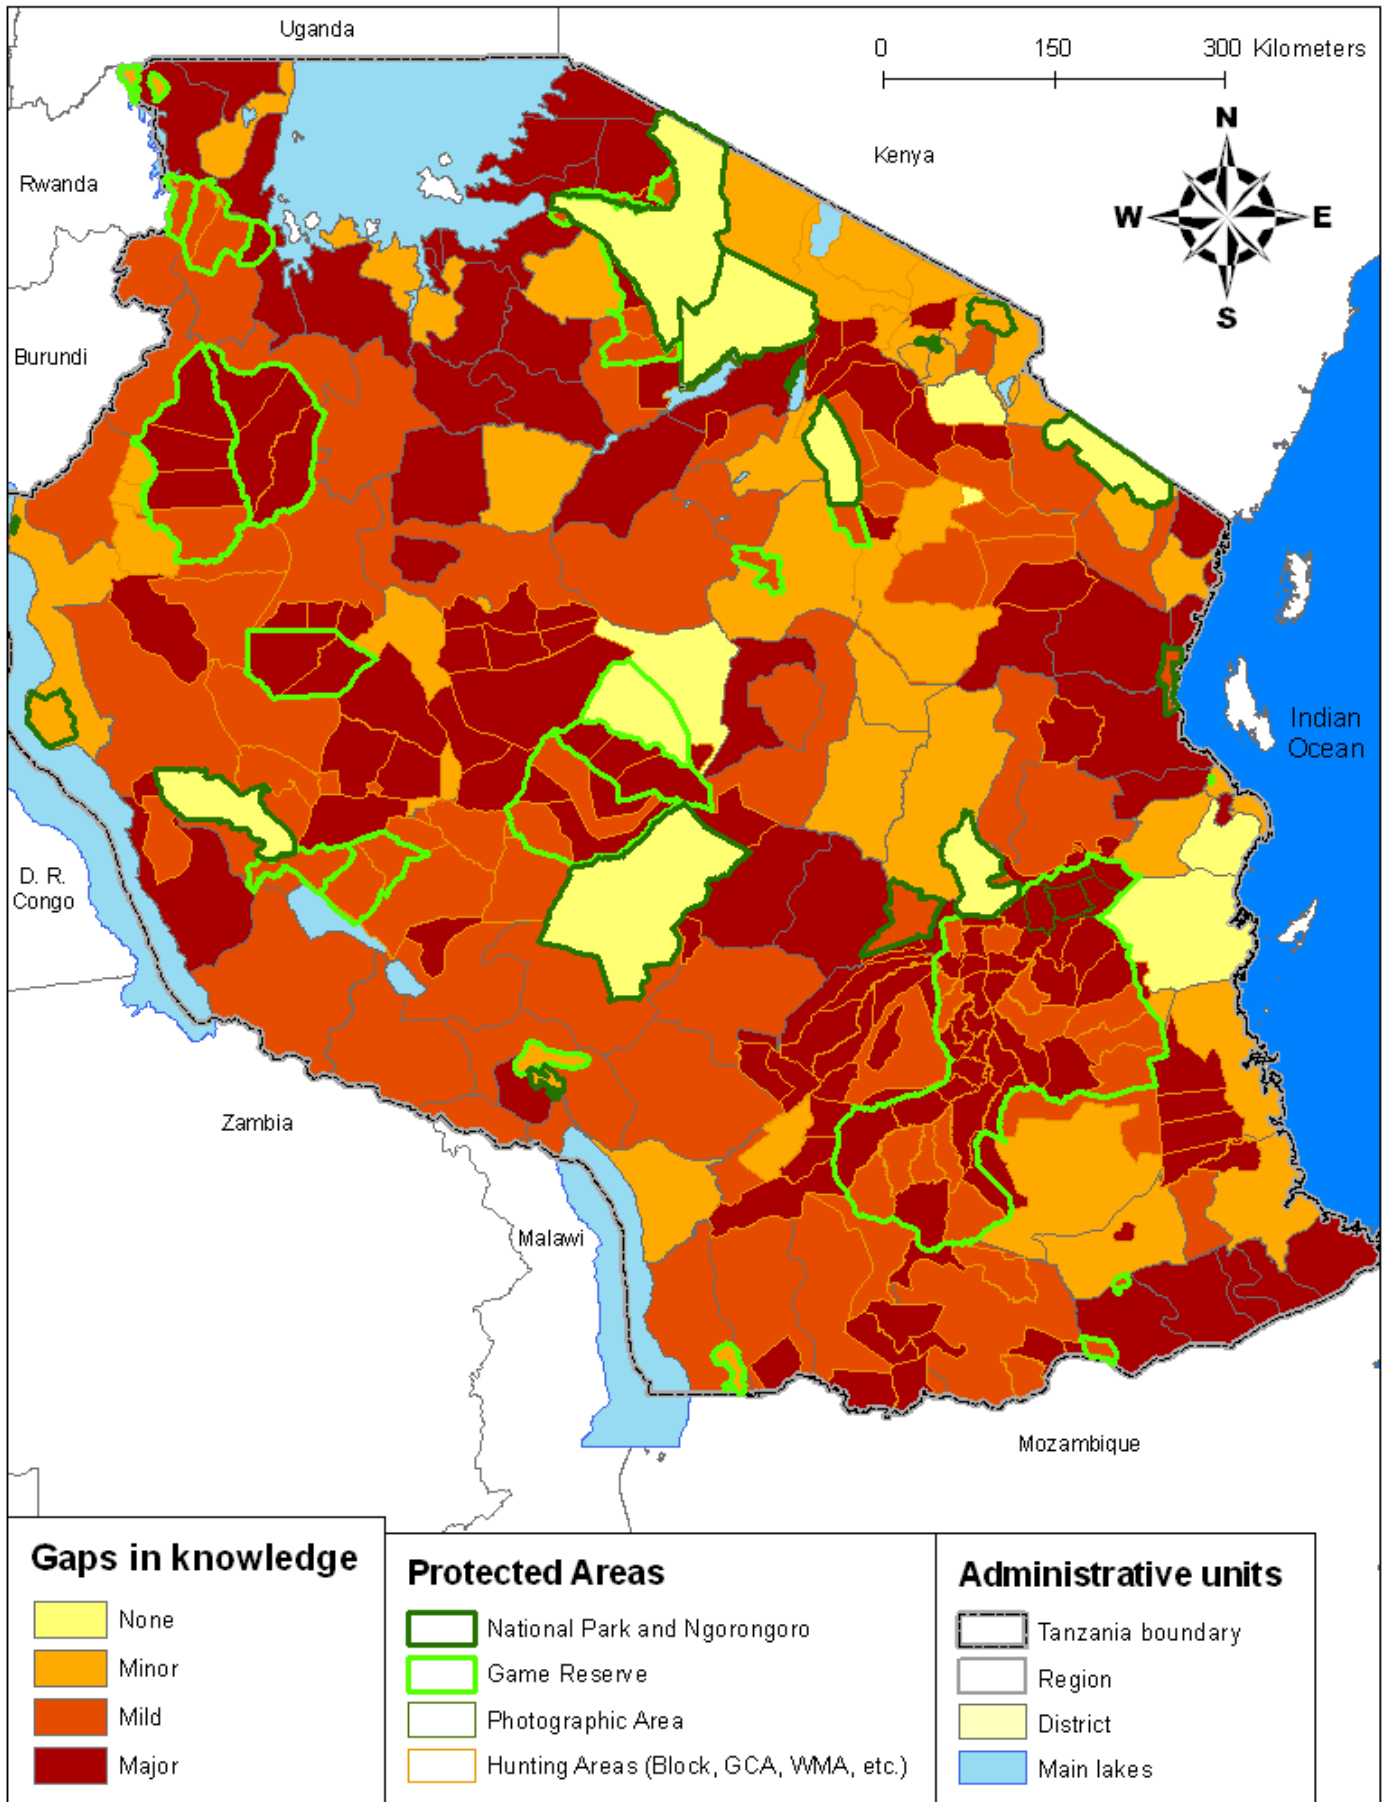 Uganda
0 150 300 Kilometers
N
Kenya
Rwanda
W E
S
Burundi
Indian
Ocean
D. R.
Congo
Zambia
Malawi
Mozambique
Gaps in knowledge
None
Minor
Mild
Major
Protected Areas
National Park and Ngorongoro
Game Reserve
Photographic Area
Hunting Areas (Block, GCA, WMA, etc.)
Administrative units
Tanzania boundary
Region
District
Main lakes